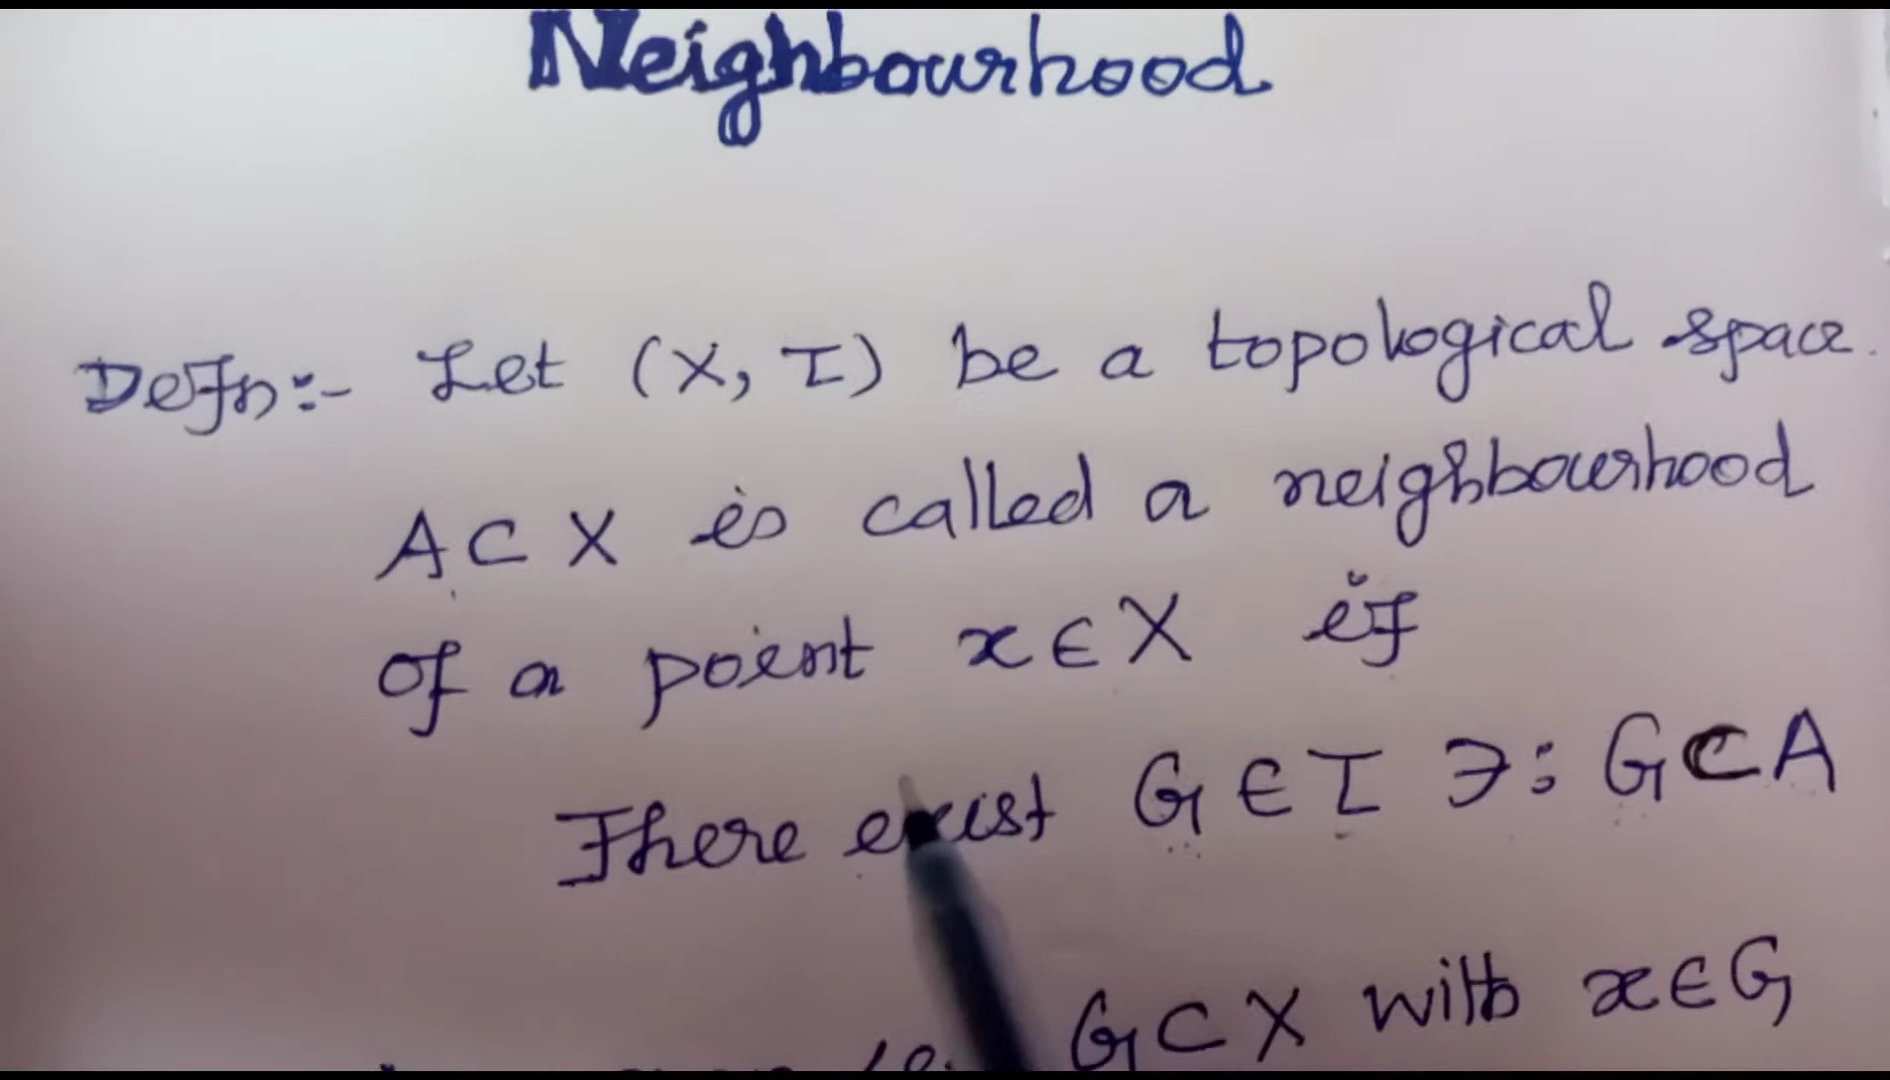 Neighbourhood
Defn:- Let (X, τ) be a topological space.
A ⊂ X is called a neighbourhood
of a point x ∈ X if
There exist G ∈ τ ∋: G ⊂ A
G ⊂ X with x ∈ G